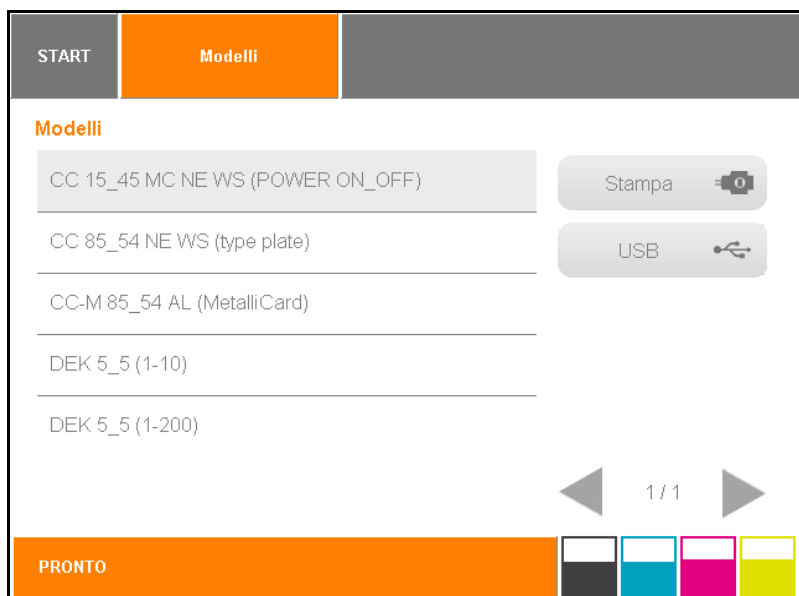 START
Modelli
Modelli
CC 15_45 MC NE WS (POWER ON_OFF)
Stampa
CC 85_54 NE WS (type plate)
USB
CC-M 85_54 AL (MetalliCard)
DEK 5_5 (1-10)
DEK 5_5 (1-200)
1 / 1
PRONTO